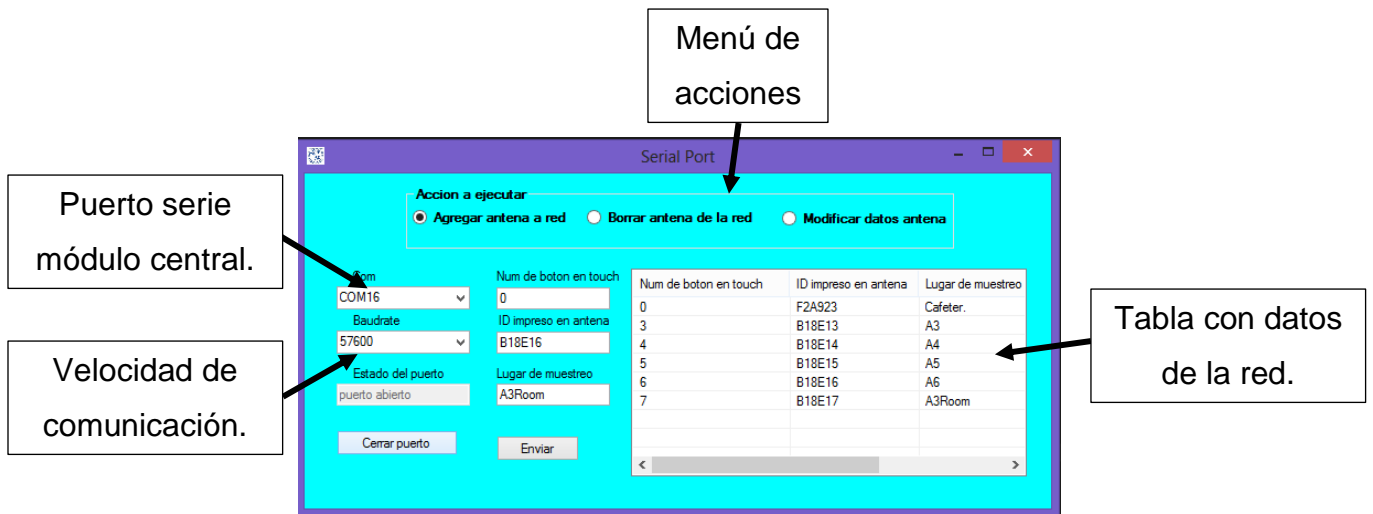 Menú de
acciones
Serial Port
Accion a ejecutar
Agregar antena a red Borrar antena de la red Modificar datos antena
Puerto serie
módulo central.
Velocidad de
comunicación.
Com
COM16
Baudrate
57600
Estado del puerto
puerto abierto
Cerrar puerto
Num de boton en touch
0
ID impreso en antena
B18E16
Lugar de muestreo
A3Room
Enviar
Num de boton en touch ID impreso en antena Lugar de muestreo
0 F2A923 Cafeter.
3 B18E13 A3
4 B18E14 A4
5 B18E15 A5
6 B18E16 A6
7 B18E17 A3Room
Tabla con datos
de la red.